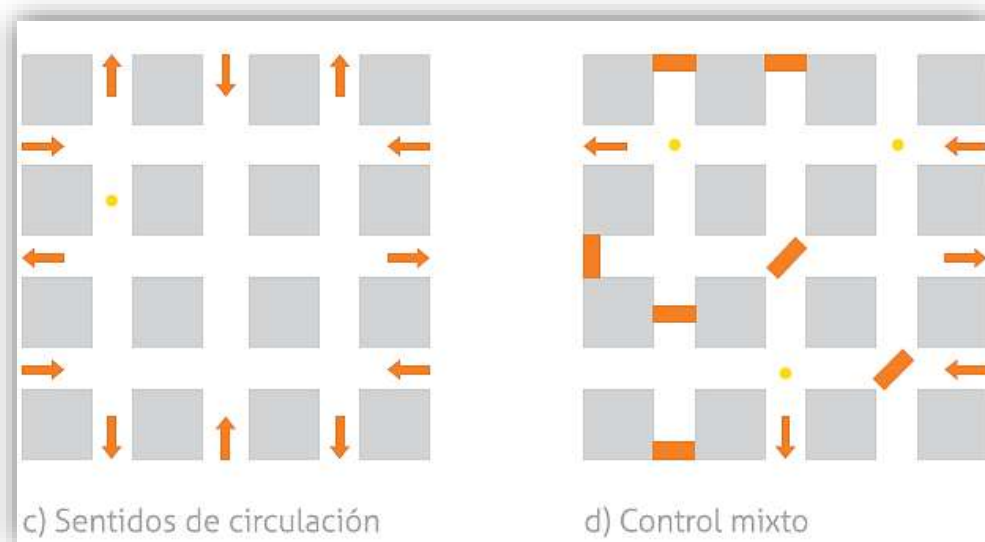 c) Sentidos de circulación
d) Control mixto